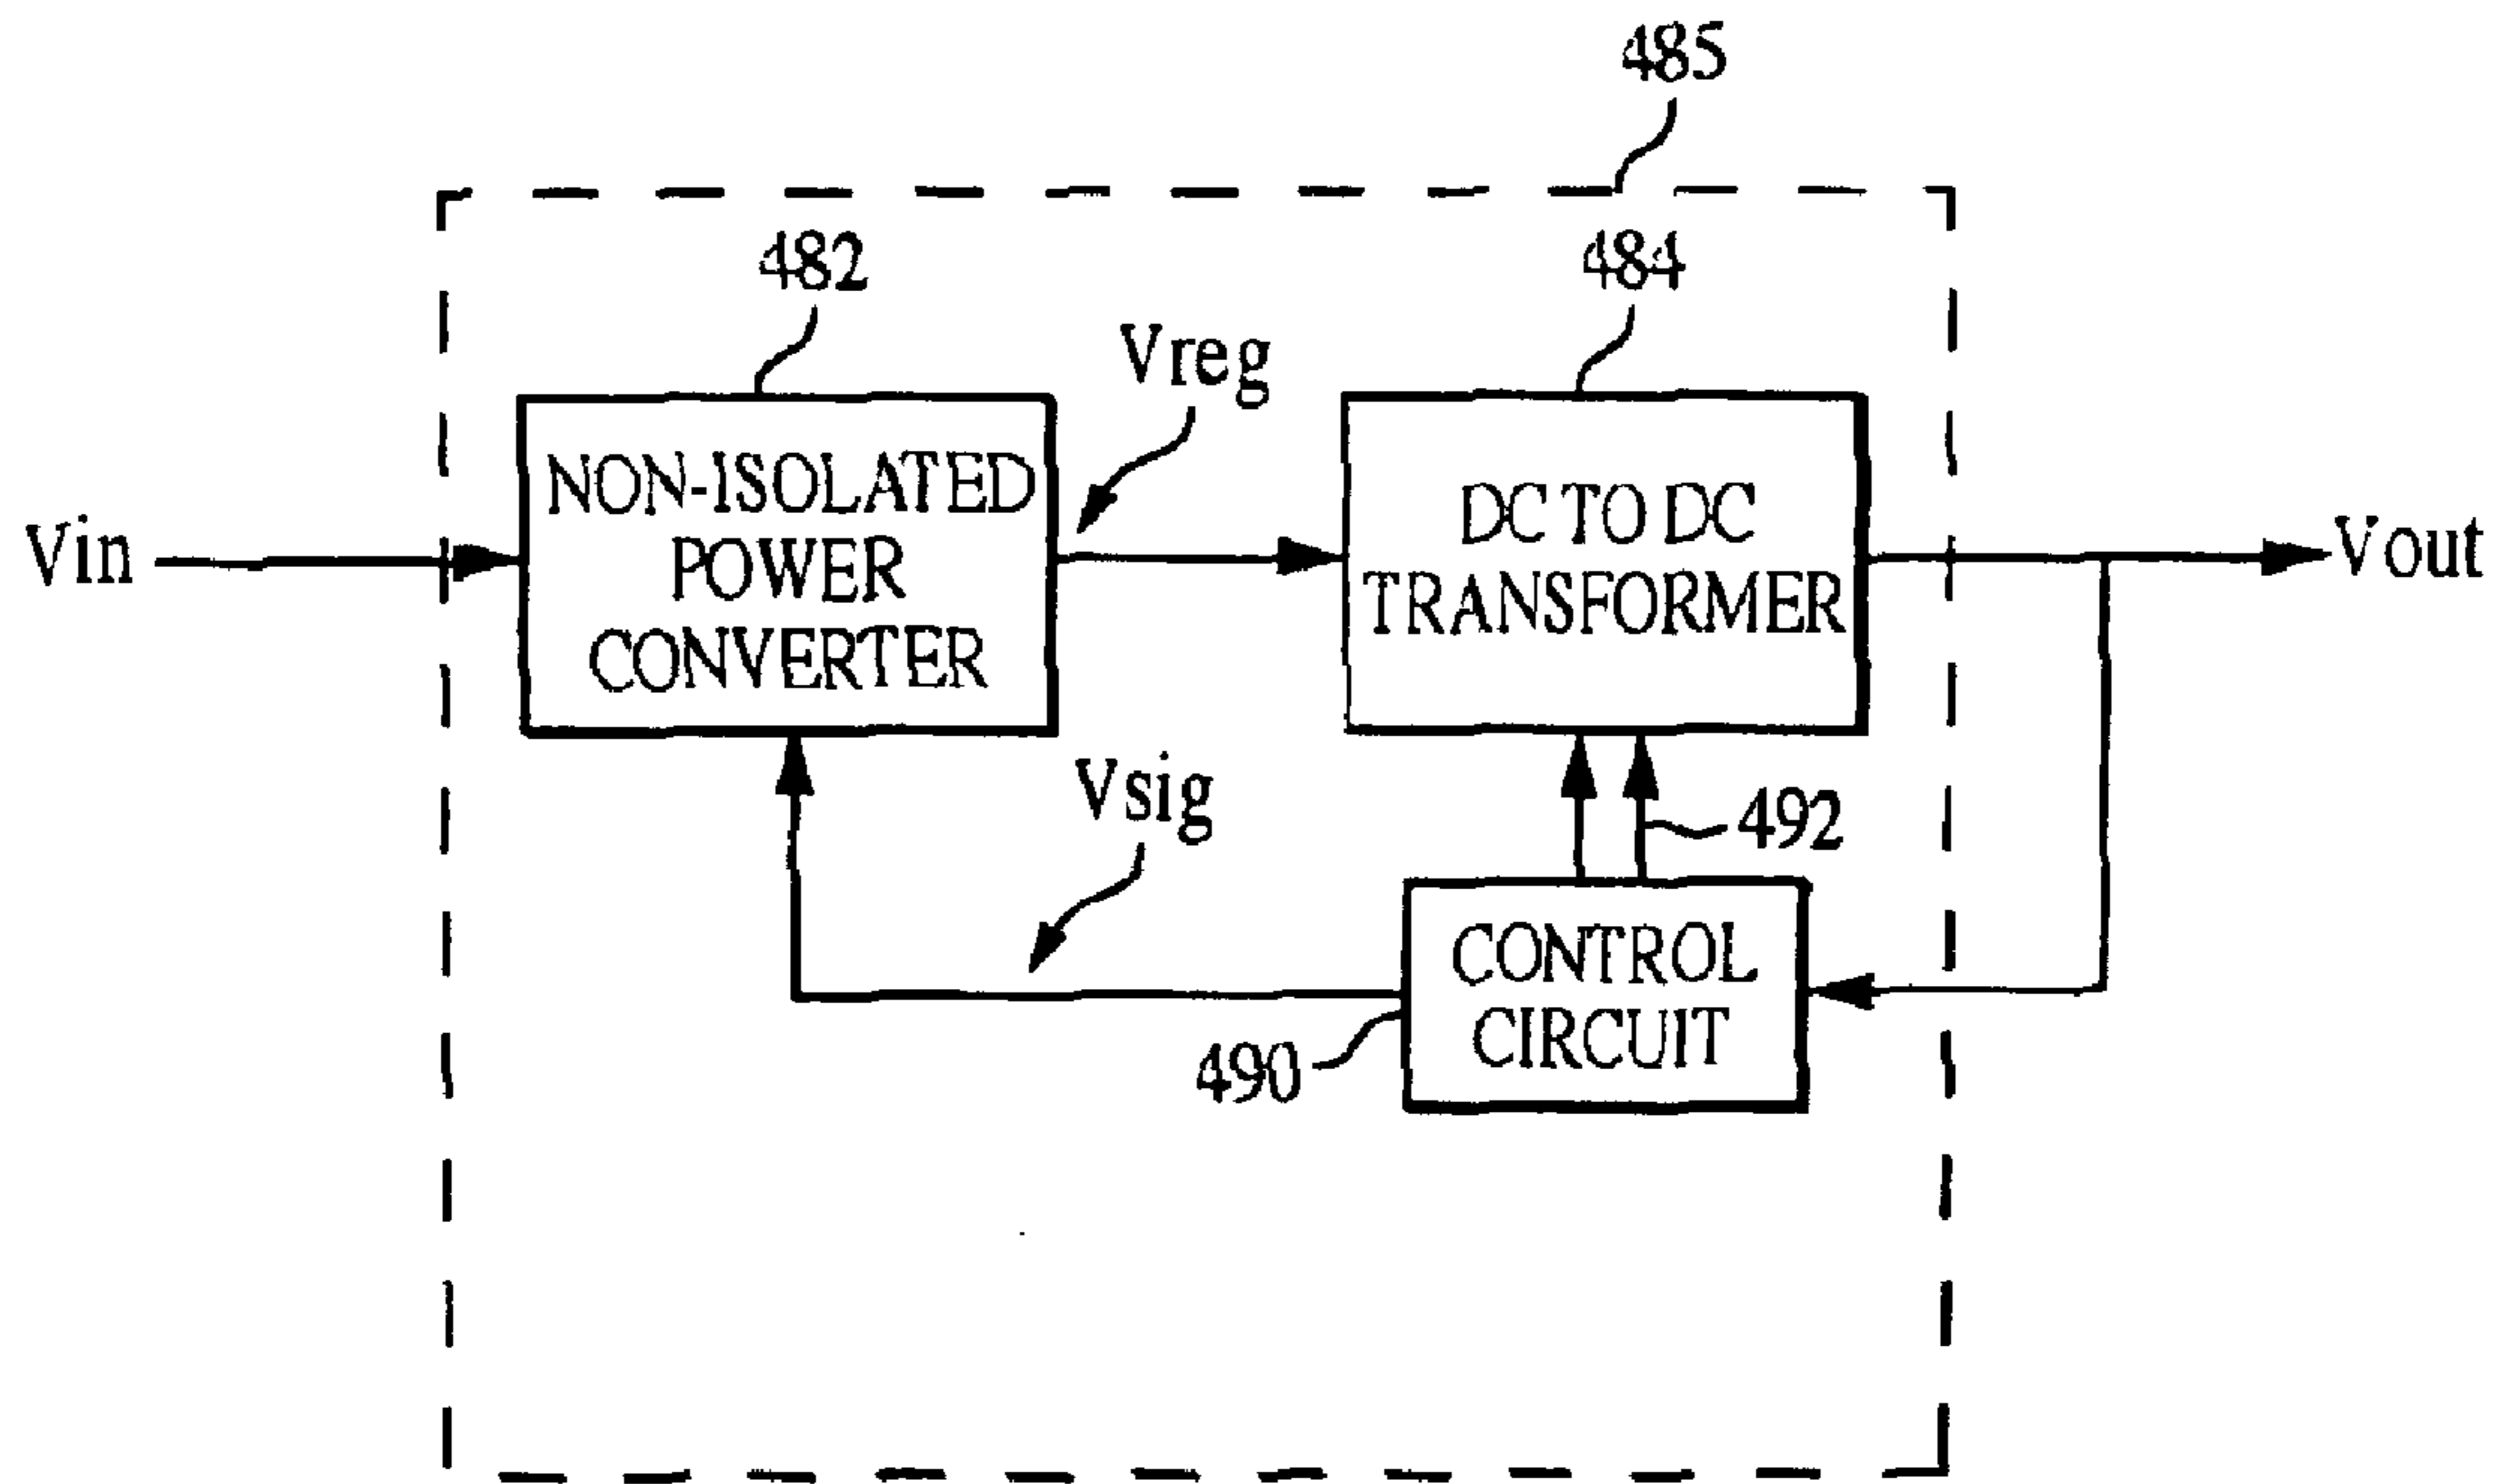 485
482
484
Vreg
NON-ISOLATED
POWER
CONVERTER
DC TO DC
TRANSFORMER
Vin
Vout
Vsig
492
CONTROL
CIRCUIT
490